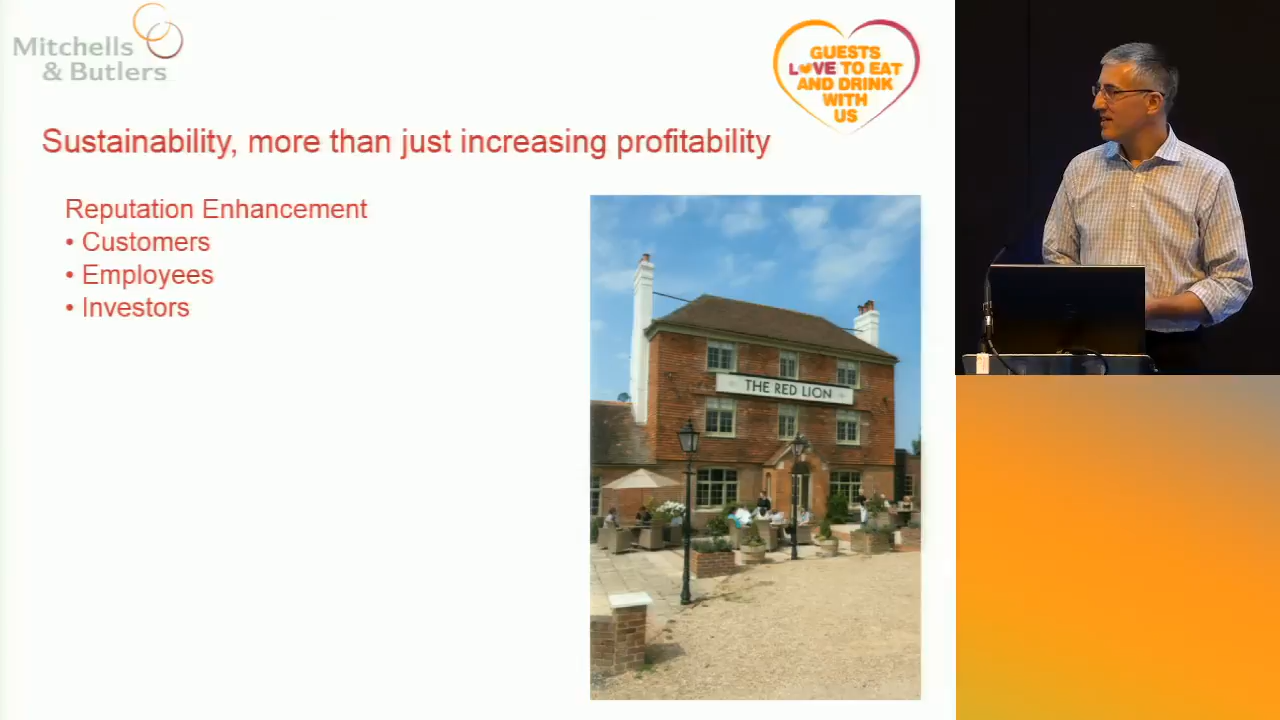 Mitchells
& Butlers
GUESTS
LOVE TO EAT
AND DRINK
WITH
US
Sustainability, more than just increasing profitability
Reputation Enhancement
• Customers
• Employees
• Investors
THE RED LION